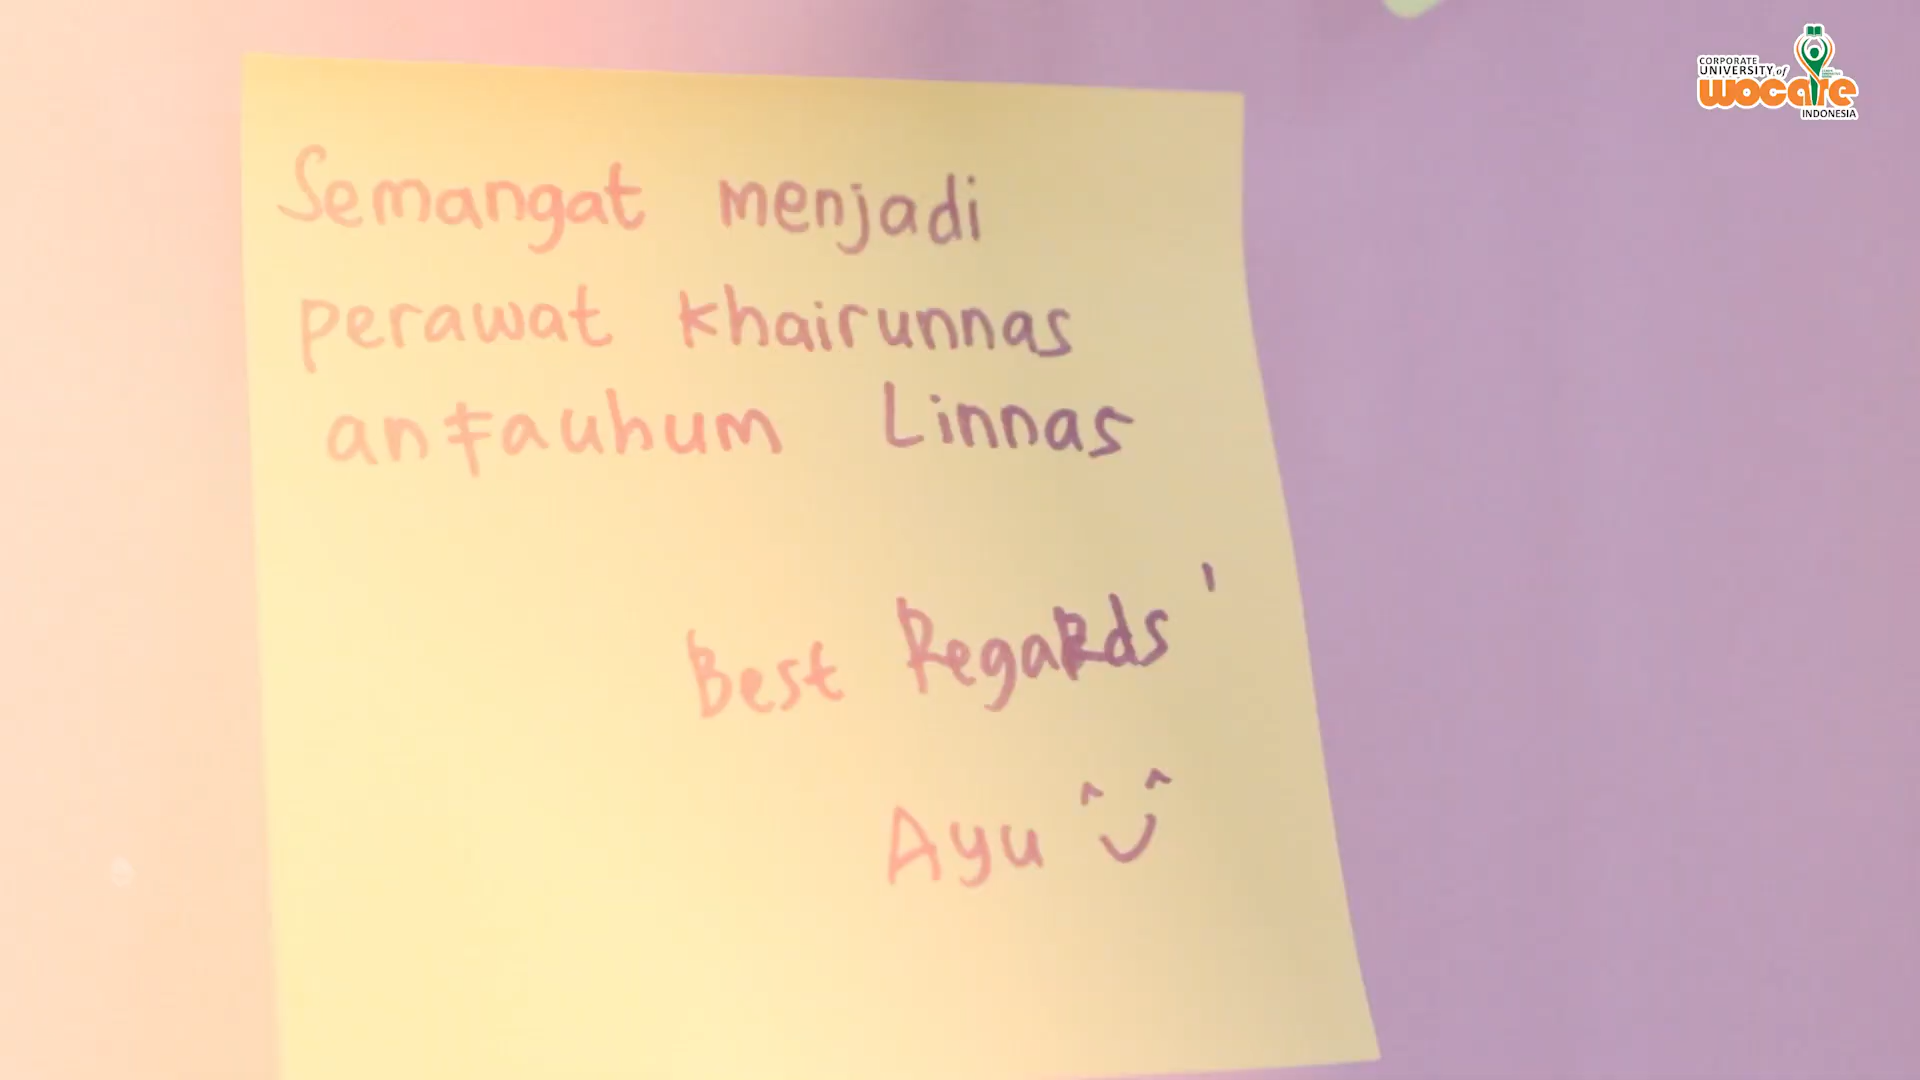 Semangat menjadi
perawat khairunnas
anfauhum Linnas
Best Regards'
Ayu
CORPORATE
UNIVERSITY of
wocare
INDONESIA